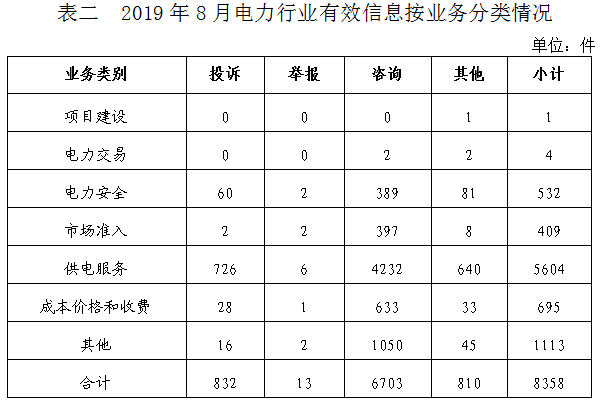 表二 2019 年 8 月电力行业有效信息按业务分类情况
单位：件
业务类别 投诉 举报 咨询 其他 小计
项目建设 0 0 0 1 1
电力交易 0 0 2 2 4
电力安全 60 2 389 81 532
市场准入 2 2 397 8 409
供电服务 726 6 4232 640 5604
成本价格和收费 28 1 633 33 695
其他 16 2 1050 45 1113
合计 832 13 6703 810 8358